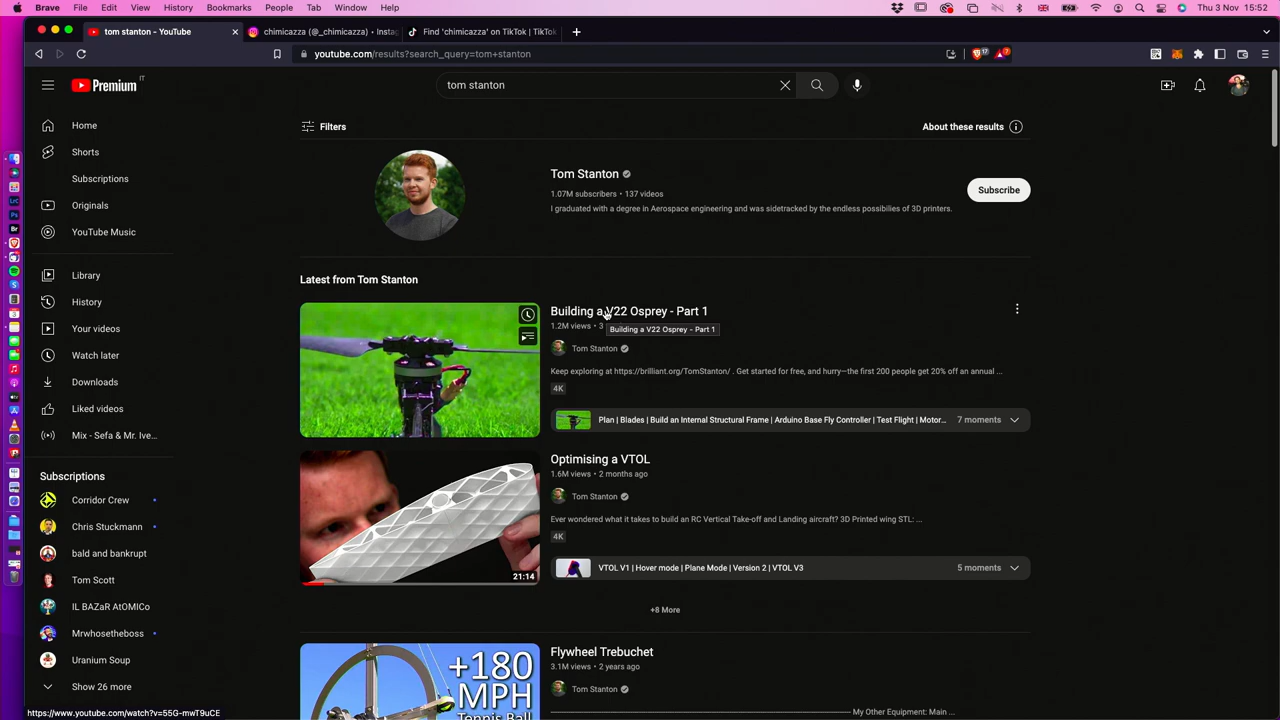 Brave File Edit View History Bookmarks People Tab Window Help Thu 3 Nov 15:52
tom stanton - YouTube
chimicazza (@_chimicazza) • Insta
Find 'chimicazza' on TikTok | TikT
youtube.com/results?search_query=tom+stanton
17
7
Premium IT
tom stanton
Home
Shorts
Subscriptions
Originals
YouTube Music
Library
History
Your videos
Watch later
Downloads
Liked videos
Mix - Sefa & Mr. Ive...
Subscriptions
Corridor Crew
Chris Stuckmann
bald and bankrupt
Tom Scott
IL BAZaR AtOMICo
Mrwhosetheboss
Uranium Soup
Show 26 more
Filters
About these results
Tom Stanton
1.07M subscribers • 137 videos
I graduated with a degree in Aerospace engineering and was sidetracked by the endless possibilies of 3D printers.
Subscribe
Latest from Tom Stanton
Building a V22 Osprey - Part 1
1.2M views • 3
Building a V22 Osprey - Part 1
Tom Stanton
Keep exploring at https://brilliant.org/TomStanton/ . Get started for free, and hurry—the first 200 people get 20% off an annual ...
4K
Plan | Blades | Build an Internal Structural Frame | Arduino Base Fly Controller | Test Flight | Motor... 7 moments
Optimising a VTOL
1.6M views • 2 months ago
Tom Stanton
Ever wondered what it takes to build an RC Vertical Take-off and Landing aircraft? 3D Printed wing STL: ...
4K
21:14
VTOL V1 | Hover mode | Plane Mode | Version 2 | VTOL V3 5 moments
+8 More
Flywheel Trebuchet
3.1M views • 2 years ago
Tom Stanton
My Other Equipment: Main ...
+180
MPH
Tennis Ball
https://www.youtube.com/watch?v=55G-mwT9uCE
LrC
Ps
Br